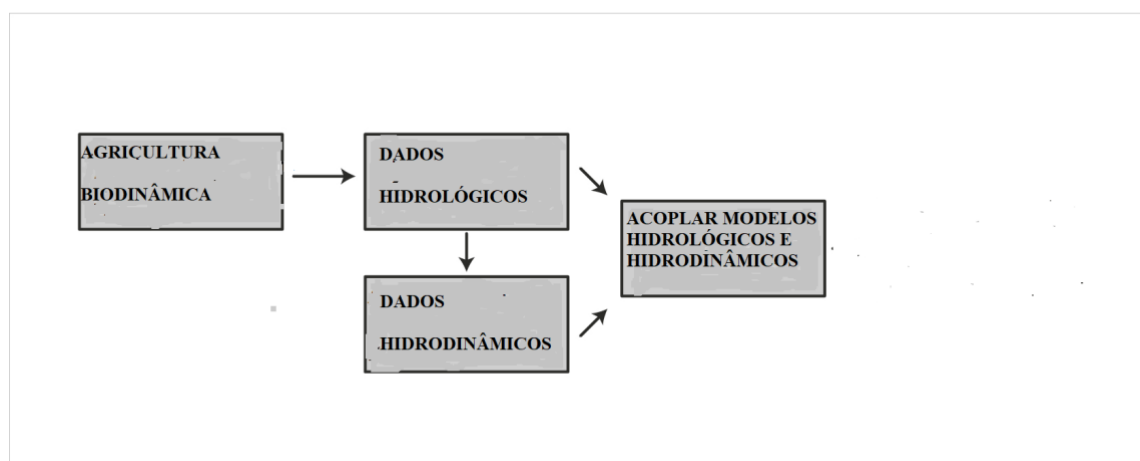 AGRICULTURA
BIODINÂMICA
DADOS
HIDROLÓGICOS
DADOS
HIDRODINÂMICOS
ACOPLAR MODELOS
HIDROLÓGICOS E
HIDRODINÂMICOS